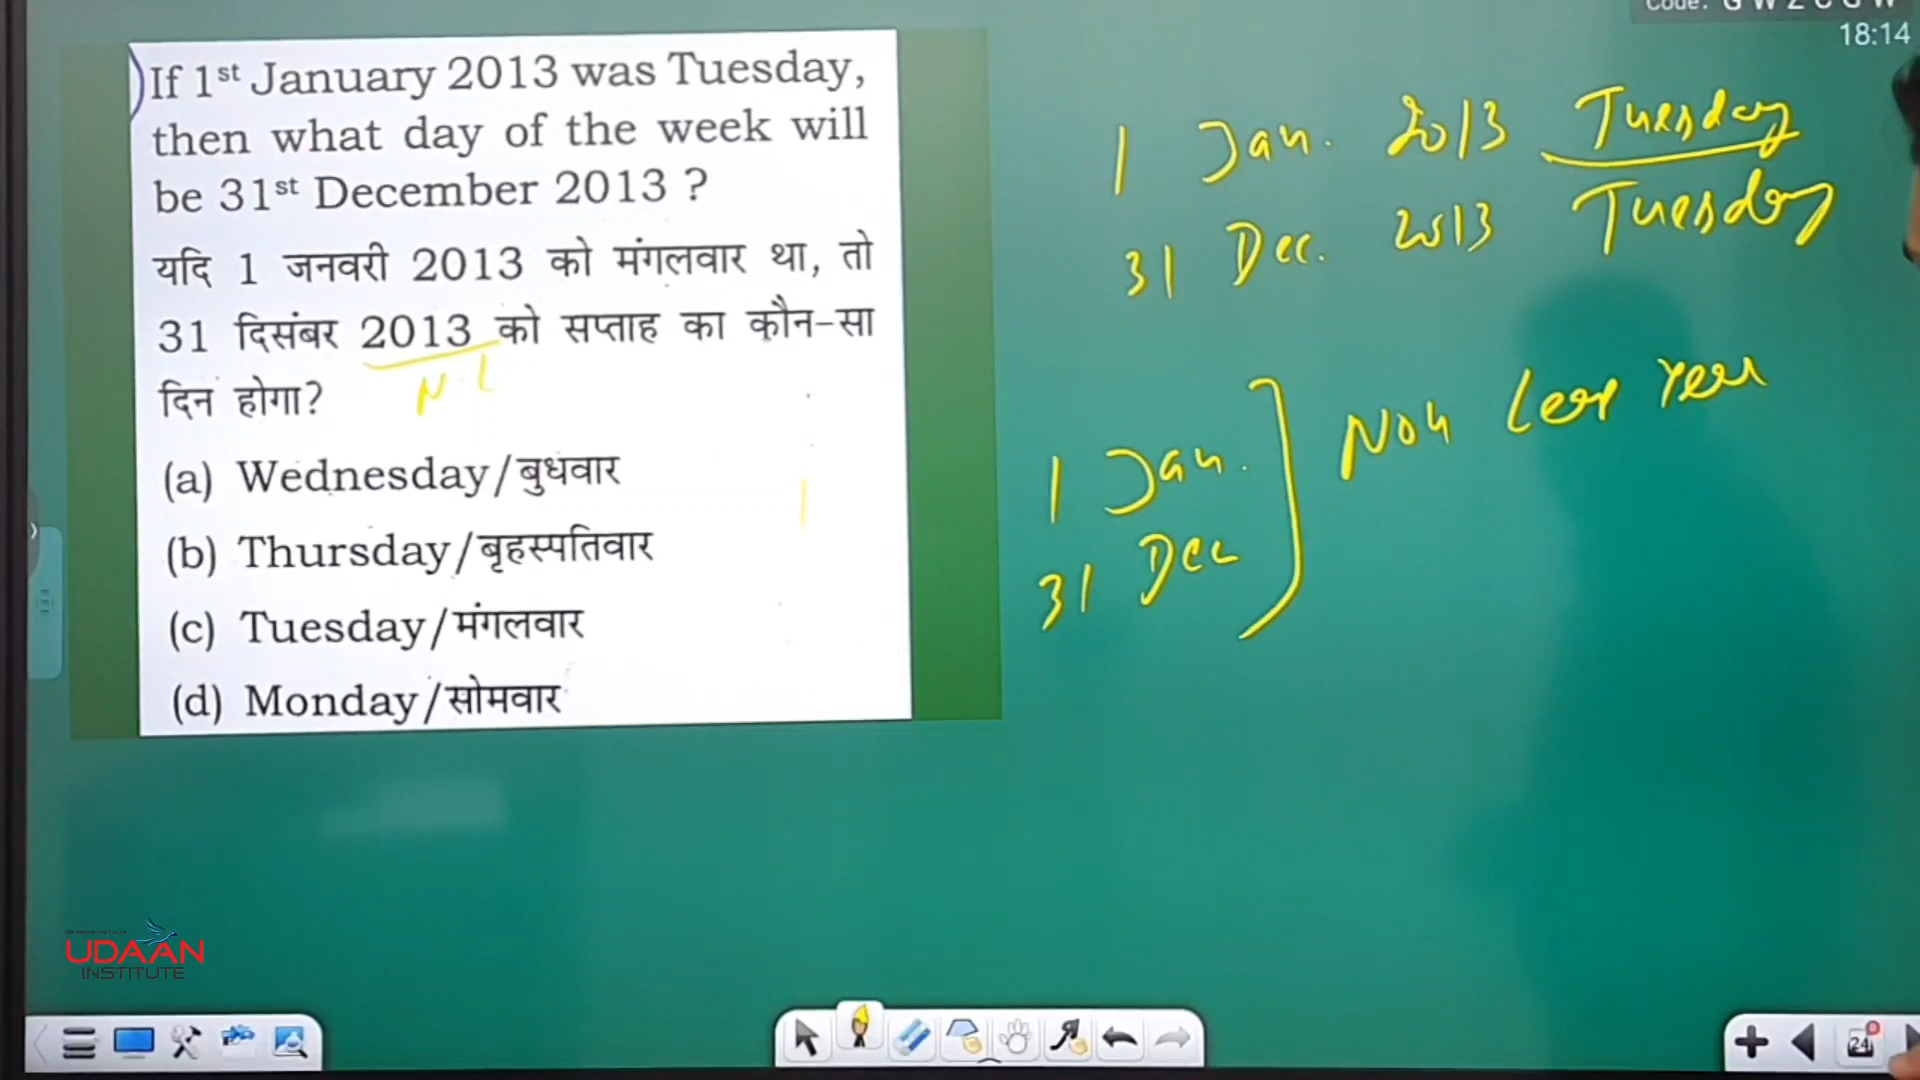 Code: G W Z C G W
18:14
If 1st January 2013 was Tuesday,
then what day of the week will
be 31st December 2013 ?
यदि 1 जनवरी 2013 को मंगलवार था, तो
31 दिसंबर 2013 को सप्ताह का कौन-सा
दिन होगा?
N L
(a) Wednesday/बुधवार
(b) Thursday/बृहस्पतिवार
(c) Tuesday/मंगलवार
(d) Monday/सोमवार
1 Jan. 2013 Tuesday
31 Dec. 2013 Tuesday
1 Jan.
31 Dec
Non Leap Year
UDAAN
INSTITUTE
24